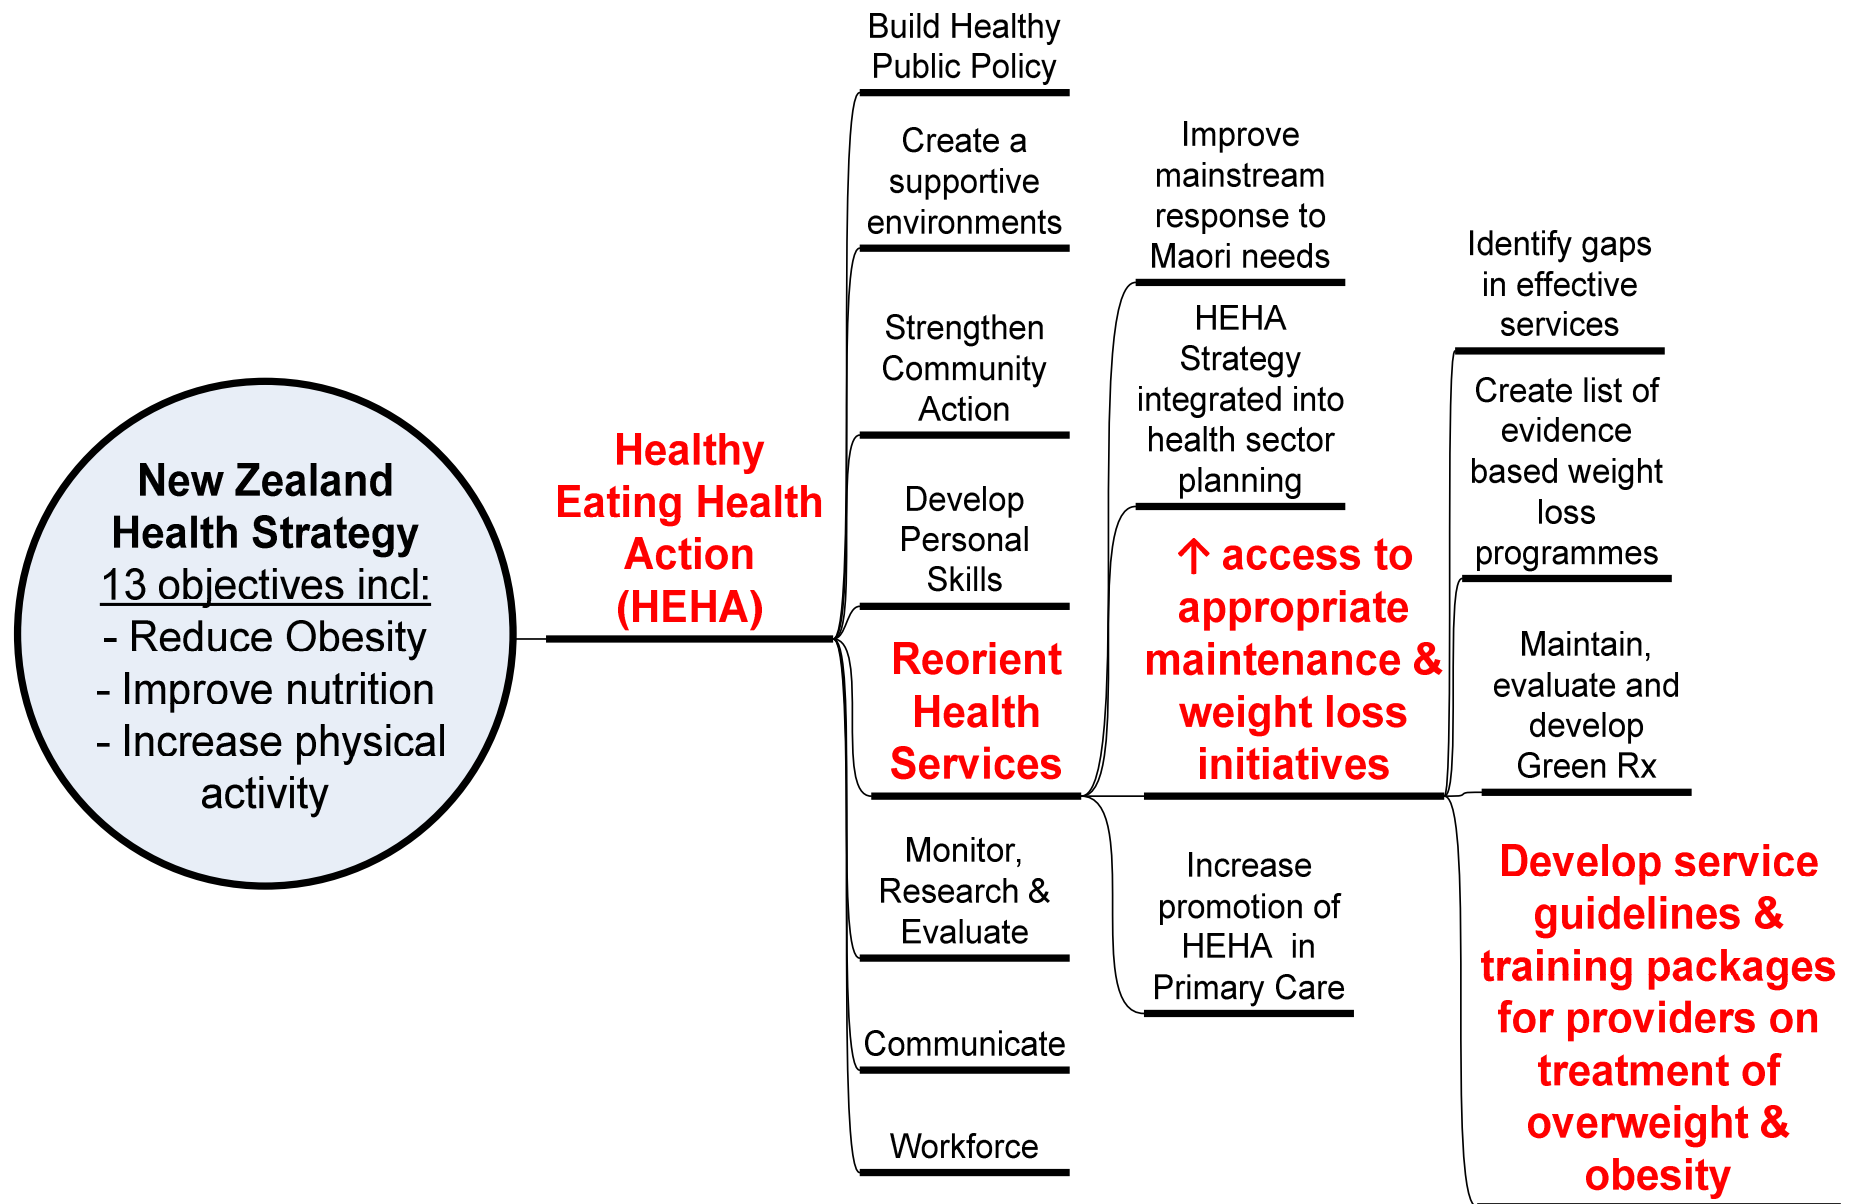 New Zealand
Health Strategy
13 objectives incl:
- Reduce Obesity
- Improve nutrition
- Increase physical
activity
Healthy
Eating Health
Action
(HEHA)
Build Healthy
Public Policy
Create a
supportive
environments
Strengthen
Community
Action
Develop
Personal
Skills
Reorient
Health
Services
Monitor,
Research &
Evaluate
Communicate
Workforce
Improve
mainstream
response to
Maori needs
HEHA
Strategy
integrated into
health sector
planning
↑ access to
appropriate
maintenance &
weight loss
initiatives
Increase
promotion of
HEHA in
Primary Care
Identify gaps
in effective
services
Create list of
evidence
based weight
loss
programmes
Maintain,
evaluate and
develop
Green Rx
Develop service
guidelines &
training packages
for providers on
treatment of
overweight &
obesity